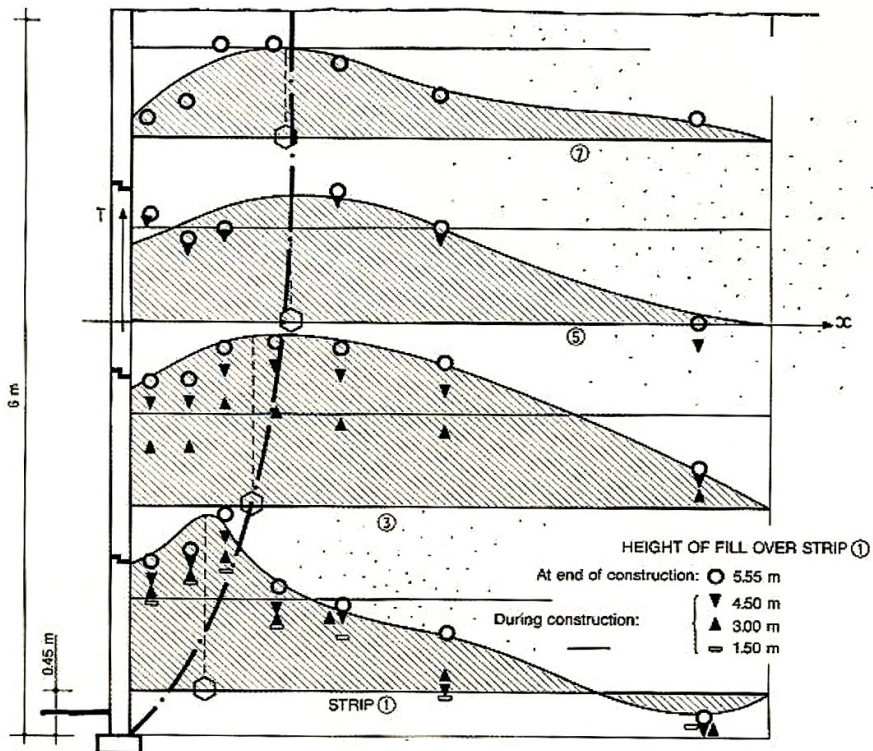 ⑦
T
x
⑤
6 m
③
HEIGHT OF FILL OVER STRIP ①
At end of construction: 5.55 m
4.50 m
During construction:
3.00 m
1.50 m
0.45 m
STRIP ①